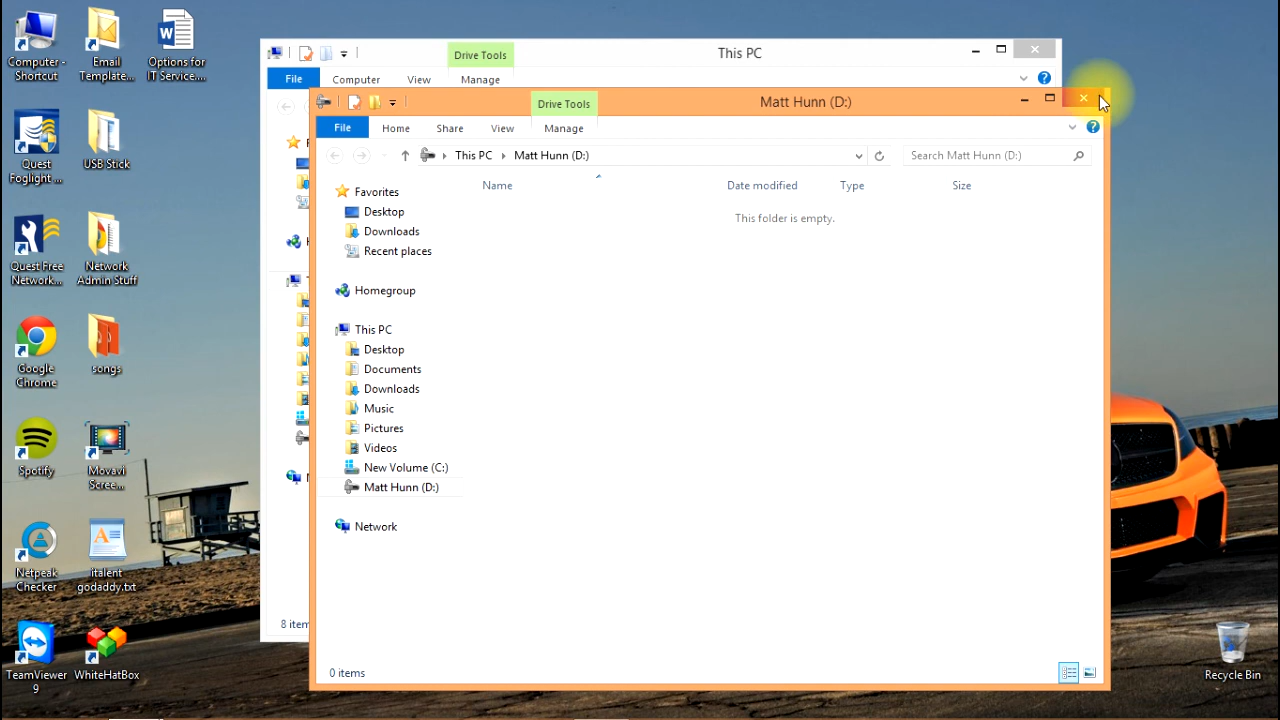 Computer -
Shortcut
Email
Template...
Options for
IT Service....
Quest
Foglight ...
USB Stick
Quest Free
Network...
Network
Admin Stuff
Google
Chrome
songs
Spotify
Movavi
Scree...
Netpeak
Checker
italent
godaddy.txt
TeamViewer
9
WhiteHatBox
Recycle Bin
Drive Tools
This PC
File
Computer
View
Manage
8 item
Drive Tools
Matt Hunn (D:)
File
Home
Share
View
Manage
This PC
Matt Hunn (D:)
Search Matt Hunn (D:)
Name
Date modified
Type
Size
This folder is empty.
Favorites
Desktop
Downloads
Recent places
Homegroup
This PC
Desktop
Documents
Downloads
Music
Pictures
Videos
New Volume (C:)
Matt Hunn (D:)
Network
0 items